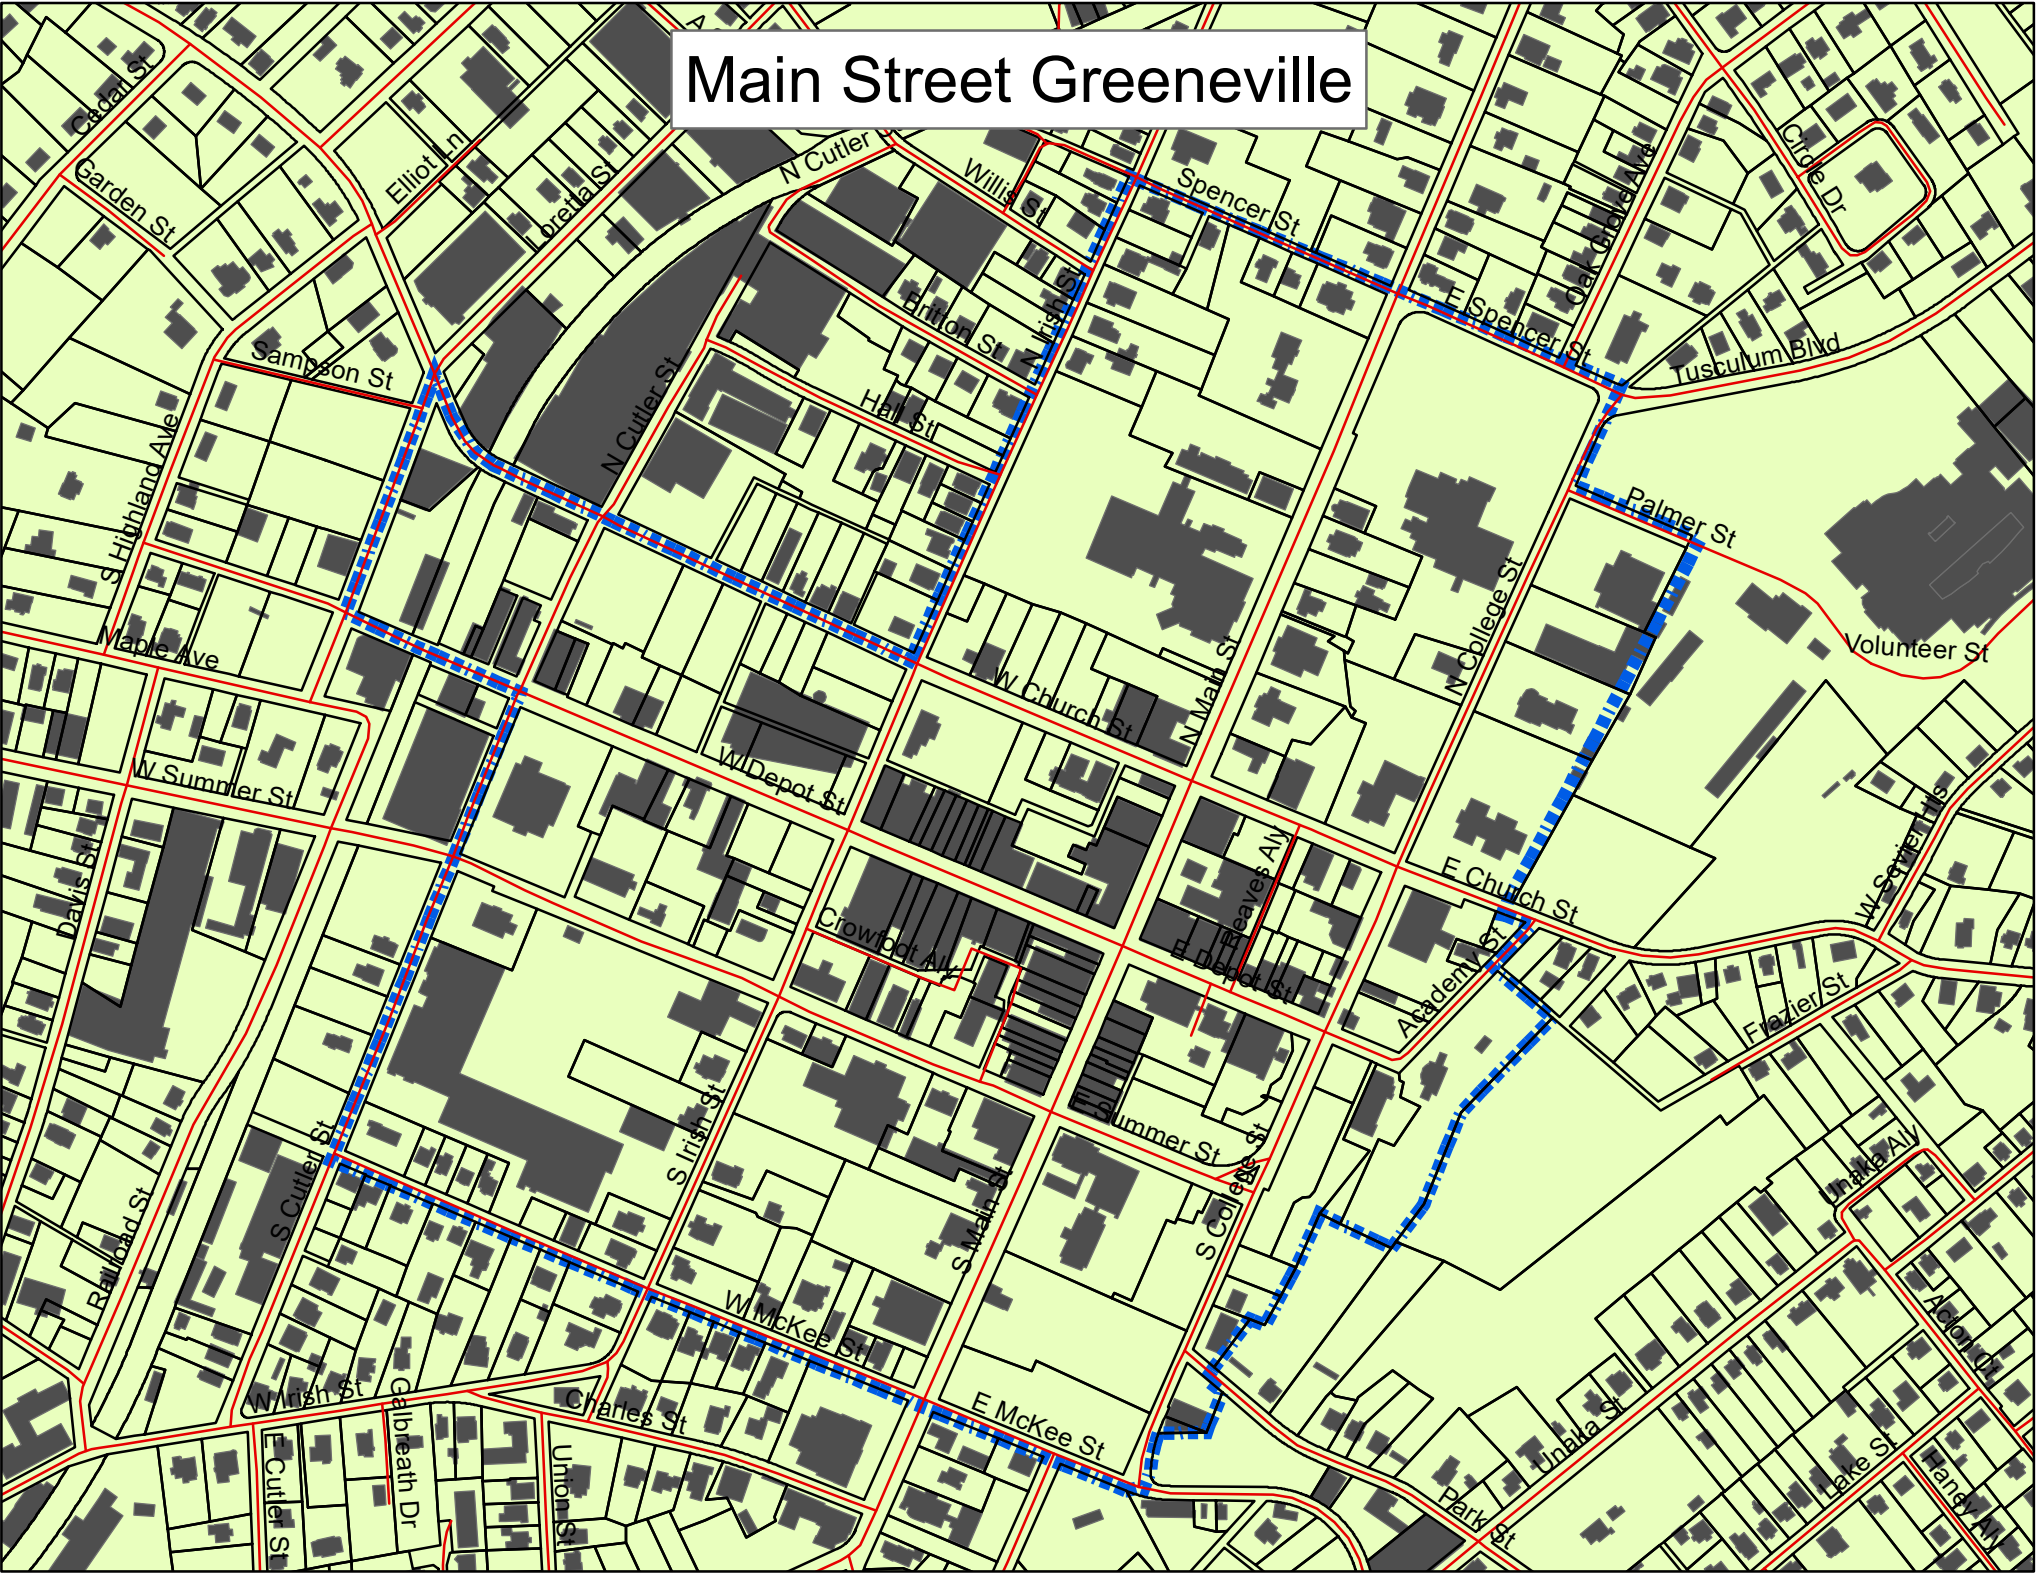 Main Street Greeneville
Cedar St
Garden St
Elliot Ln
Loretta St
N Cutler
Willis St
Spencer St
Oak Grove Ave
Circle Dr
Sampson St
N Cutler St
Britton St
Hall St
N Irish St
E Spencer St
Tusculum Blvd
S Highland Ave
Palmer St
Maple Ave
W Church St
N Main St
N College St
Volunteer St
W Summer St
W Depot St
Davis St
Crowfoot Aly
Reaves Aly
E Depot St
E Church St
Academy St
W Sevier Hts
Frazier St
S Cutler St
S Irish St
E Summer St
S Main St
S College St
Unaka Aly
Railroad St
W McKee St
Acton Ct
W Irish St
Galbreath Dr
Charles St
E McKee St
E Cutler St
Union St
Park St
Unaka St
Lake St
Haney Aly